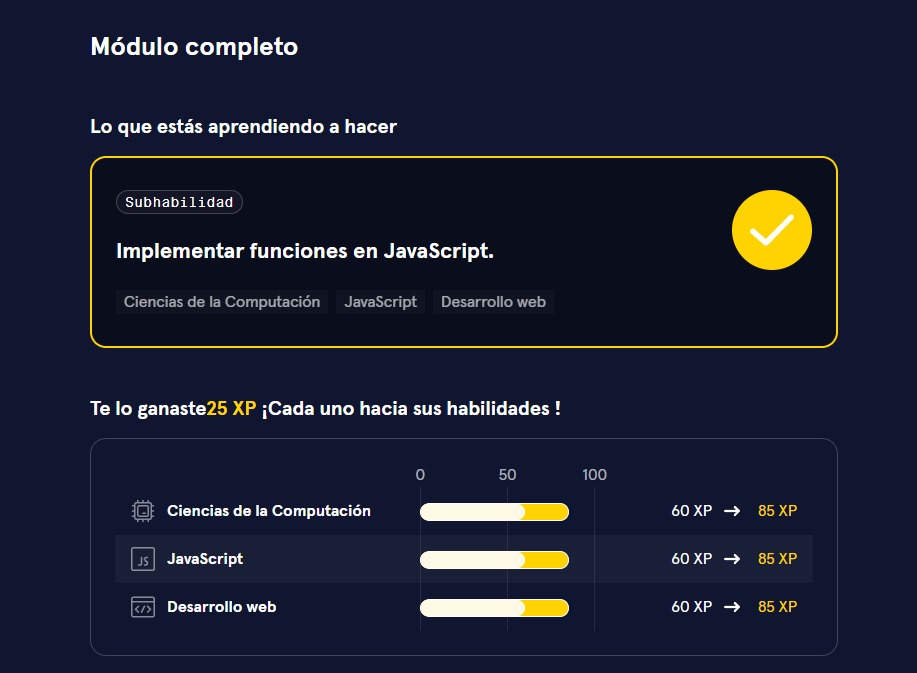 Módulo completo
Lo que estás aprendiendo a hacer
Subhabilidad
Implementar funciones en JavaScript.
Ciencias de la Computación JavaScript Desarrollo web
Te lo ganaste25 XP ¡Cada uno hacia sus habilidades !
0 50 100
Ciencias de la Computación 60 XP → 85 XP
JS JavaScript 60 XP → 85 XP
</> Desarrollo web 60 XP → 85 XP